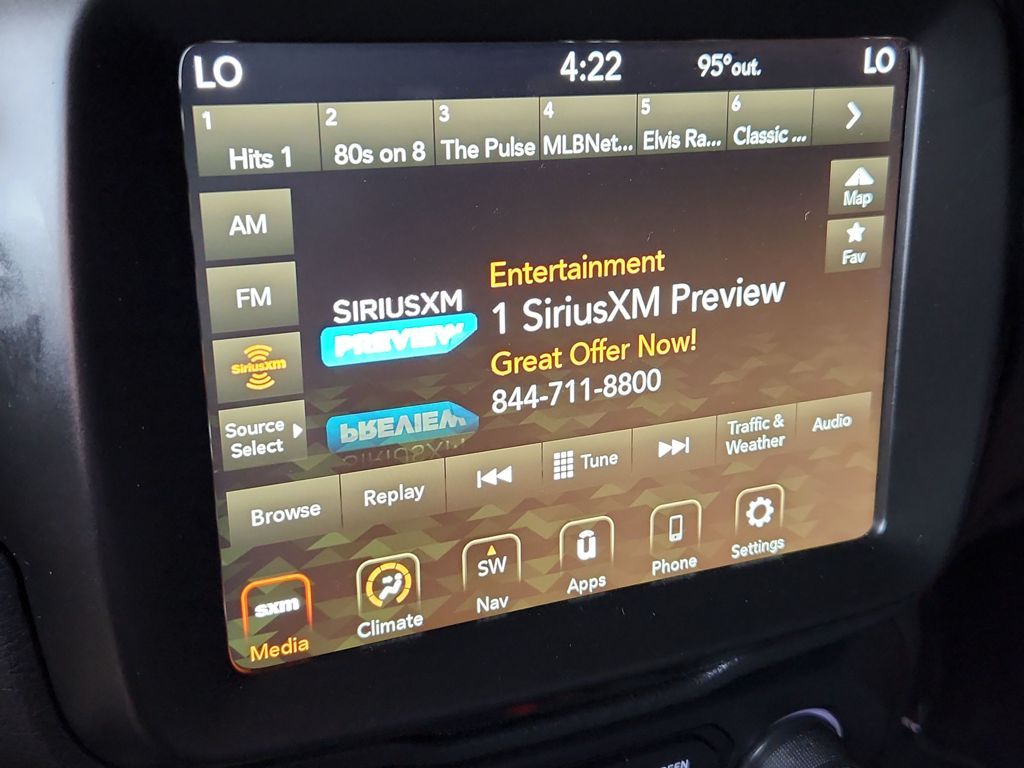 LO 4:22 95°out. LO
1 2 3 4 5 6
Hits 1 80s on 8 The Pulse MLBNet... Elvis Ra... Classic ...
Map
AM
Fav
FM
Entertainment
SIRIUSXM
PREVIEW
1 SiriusXM Preview
SiriusXM
Great Offer Now!
844-711-8800
PREVIEW
SIRIUSXM
Source
Select
Browse Replay Tune Traffic &
Weather
Audio
sxm
Media
Climate
SW
Nav
u
Apps
Phone
Settings